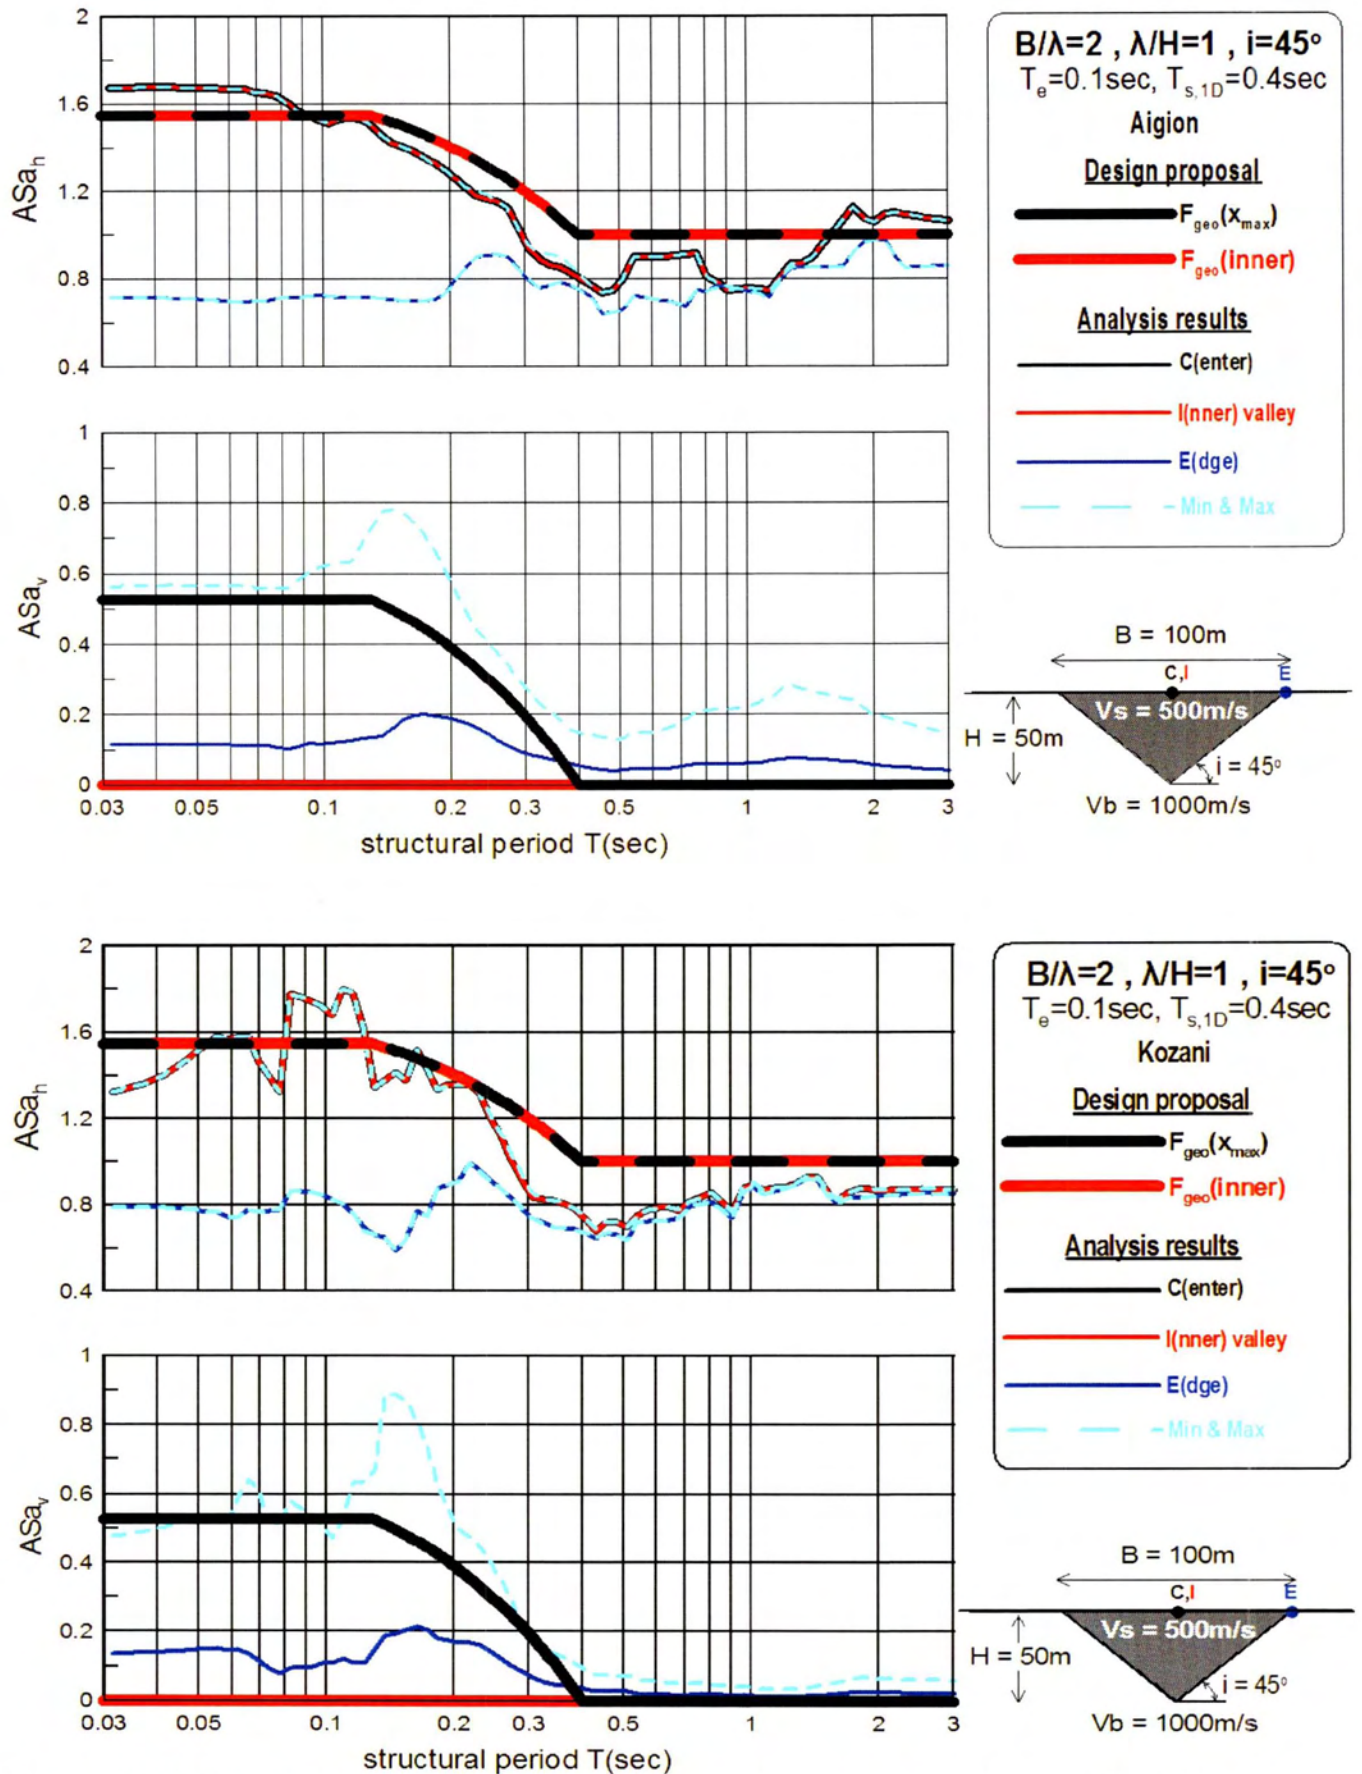 2
1.6
1.2
0.8
0.4
ASa_h
1
0.8
0.6
0.4
0.2
0
ASa_v
0.03 0.05 0.1 0.2 0.3 0.5 1 2 3
structural period T(sec)
B/λ=2 , λ/H=1 , i=45°
T_e=0.1sec, T_s,1D=0.4sec
Aigion
Design proposal
F_geo(x_max)
F_geo(inner)
Analysis results
C(enter)
I(nner) valley
E(dge)
Min & Max
B = 100m
C,I E
Vs = 500m/s
H = 50m
i = 45°
Vb = 1000m/s
2
1.6
1.2
0.8
0.4
ASa_h
1
0.8
0.6
0.4
0.2
0
ASa_v
0.03 0.05 0.1 0.2 0.3 0.5 1 2 3
structural period T(sec)
B/λ=2 , λ/H=1 , i=45°
T_e=0.1sec, T_s,1D=0.4sec
Kozani
Design proposal
F_geo(x_max)
F_geo(inner)
Analysis results
C(enter)
I(nner) valley
E(dge)
Min & Max
B = 100m
C,I E
Vs = 500m/s
H = 50m
i = 45°
Vb = 1000m/s